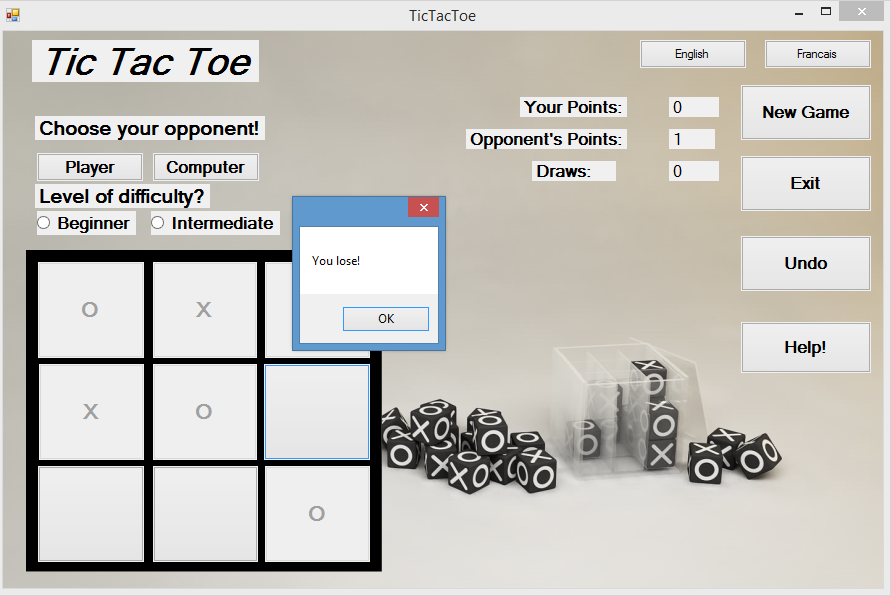 TicTacToe
Tic Tac Toe
English
Francais
Your Points: 0
New Game
Choose your opponent!
Opponent's Points: 1
Player
Computer
Draws: 0
Exit
Level of difficulty?
Beginner
Intermediate
You lose!
OK
Undo
Help!
O X
X O
O